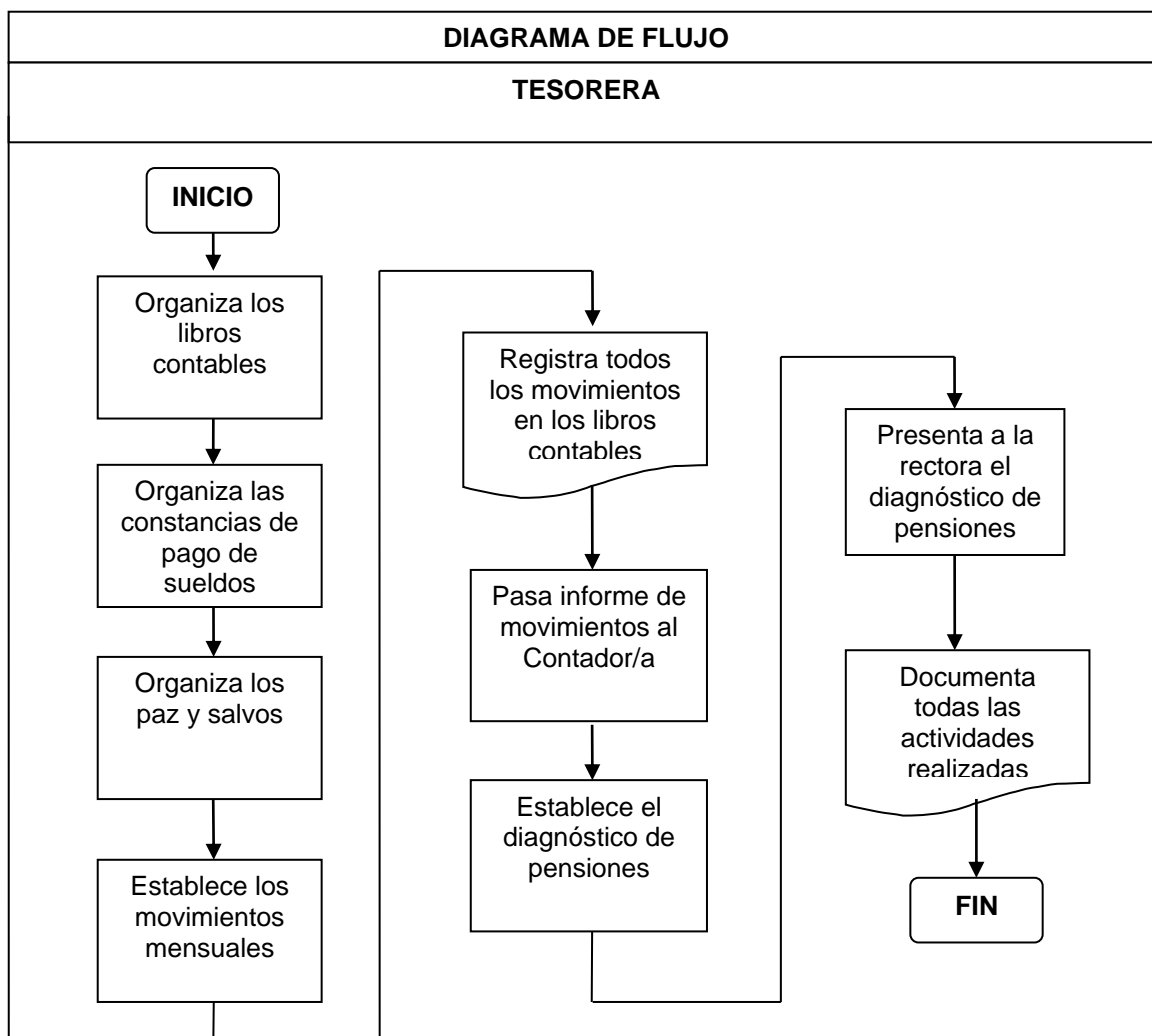 DIAGRAMA DE FLUJO
TESORERA
INICIO
Organiza los
libros
contables
Organiza las
constancias de
pago de
sueldos
Organiza los
paz y salvos
Establece los
movimientos
mensuales
Registra todos
los movimientos
en los libros
contables
Pasa informe de
movimientos al
Contador/a
Establece el
diagnóstico de
pensiones
Presenta a la
rectora el
diagnóstico de
pensiones
Documenta
todas las
actividades
realizadas
FIN